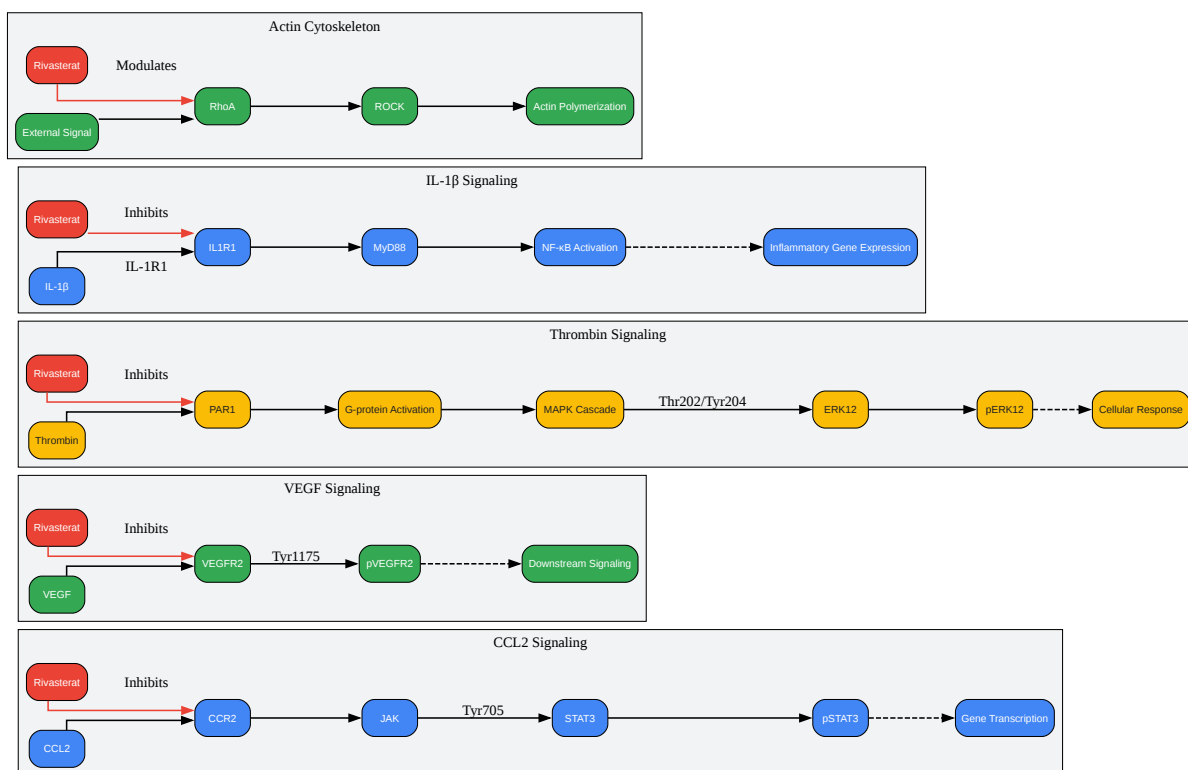 Actin Cytoskeleton
Rivasterat
Modulates
RhoA
ROCK
Actin Polymerization
External Signal
IL-1β Signaling
Rivasterat
Inhibits
IL1R1
MyD88
NF-κB Activation
Inflammatory Gene Expression
IL-1R1
IL-1β
Thrombin Signaling
Rivasterat
Inhibits
PAR1
G-protein Activation
MAPK Cascade
Thr202/Tyr204
ERK12
pERK12
Cellular Response
Thrombin
VEGF Signaling
Rivasterat
Inhibits
VEGFR2
Tyr1175
pVEGFR2
Downstream Signaling
VEGF
CCL2 Signaling
Rivasterat
Inhibits
CCR2
JAK
Tyr705
STAT3
pSTAT3
Gene Transcription
CCL2